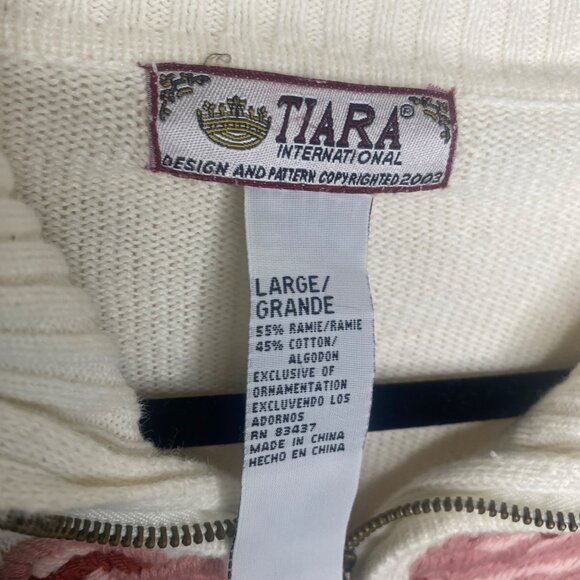 TIARA®
INTERNATIONAL
DESIGN AND PATTERN COPYRIGHTED 2003
LARGE/
GRANDE
55% RAMIE/RAMIE
45% COTTON/
ALGODON
EXCLUSIVE OF
ORNAMENTATION
EXCLUVENDO LOS
ADORNOS
RN 83437
MADE IN CHINA
HECHO EN CHINA